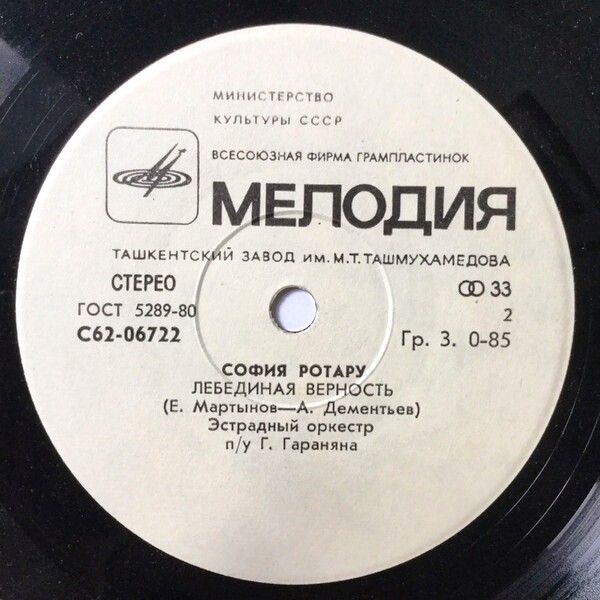 МИНИСТЕРСТВО
КУЛЬТУРЫ СССР
ВСЕСОЮЗНАЯ ФИРМА ГРАМПЛАСТИНОК
МЕЛОДИЯ
ТАШКЕНТСКИЙ ЗАВОД ИМ. М.Т. ТАШМУХАМЕДОВА
СТЕРЕО
ГОСТ 5289-80
С62-06722
33
2
Гр. 3. 0-85
СОФИЯ РОТАРУ
ЛЕБЕДИНАЯ ВЕРНОСТЬ
(Е. Мартынов—А. Дементьев)
Эстрадный оркестр
п/у Г. Гараняна